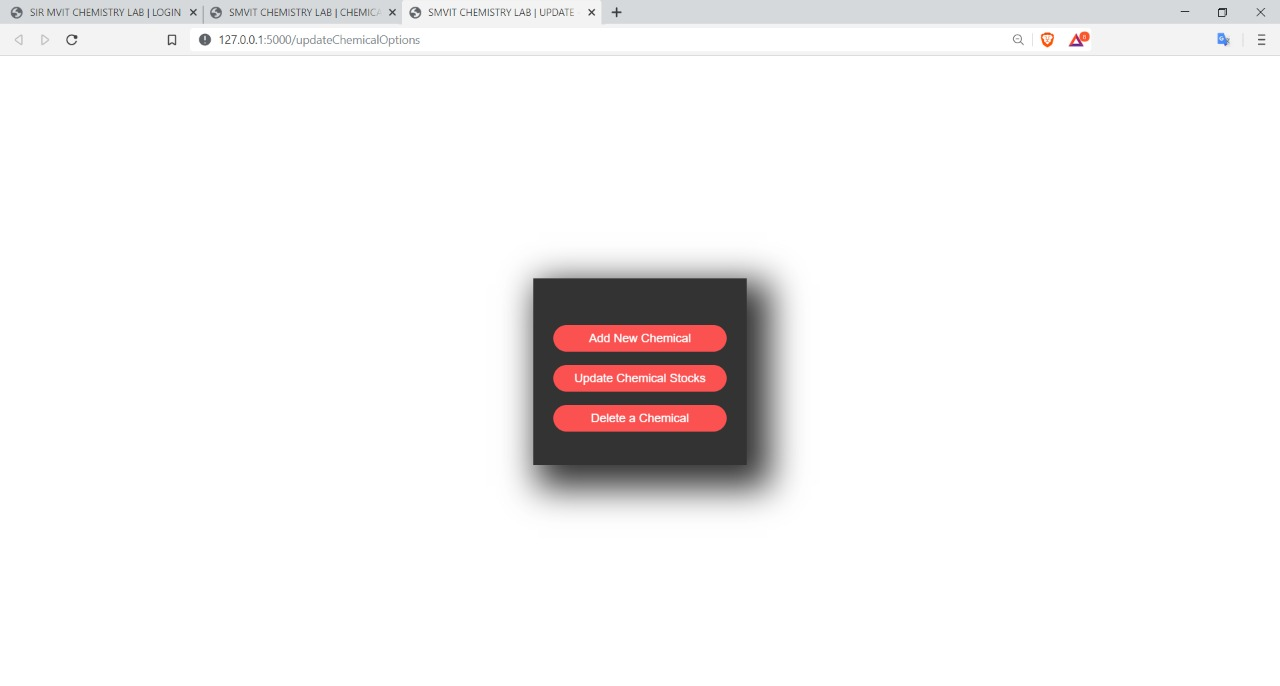 SIR MVIT CHEMISTRY LAB | LOGIN
SMVIT CHEMISTRY LAB | CHEMICA
SMVIT CHEMISTRY LAB | UPDATE
127.0.0.1:5000/updateChemicalOptions
Add New Chemical
Update Chemical Stocks
Delete a Chemical